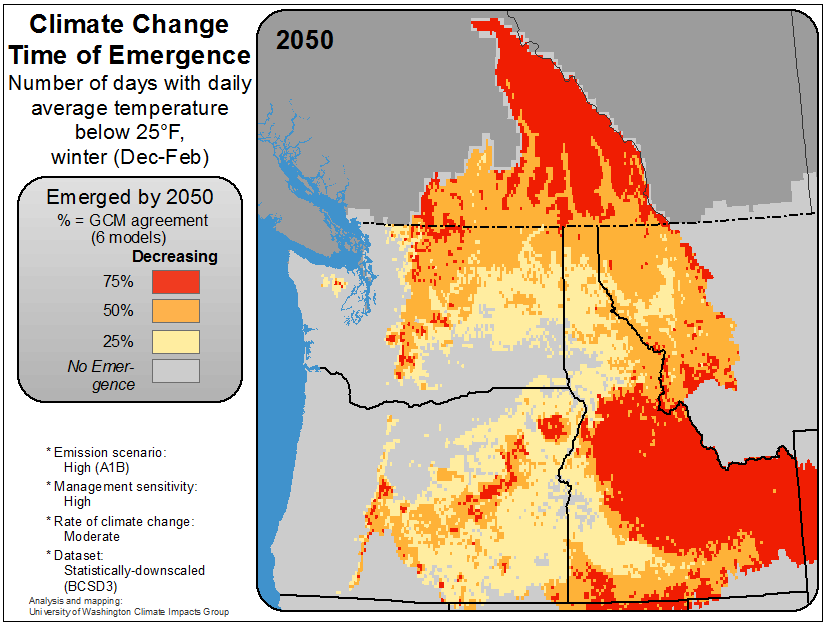 Climate Change
Time of Emergence
Number of days with daily
average temperature
below 25°F,
winter (Dec-Feb)
Emerged by 2050
% = GCM agreement
(6 models)
Decreasing
75%
50%
25%
No Emer-
gence
* Emission scenario:
High (A1B)
* Management sensitivity:
High
* Rate of climate change:
Moderate
* Dataset:
Statistically-downscaled
(BCSD3)
Analysis and mapping:
University of Washington Climate Impacts Group
2050